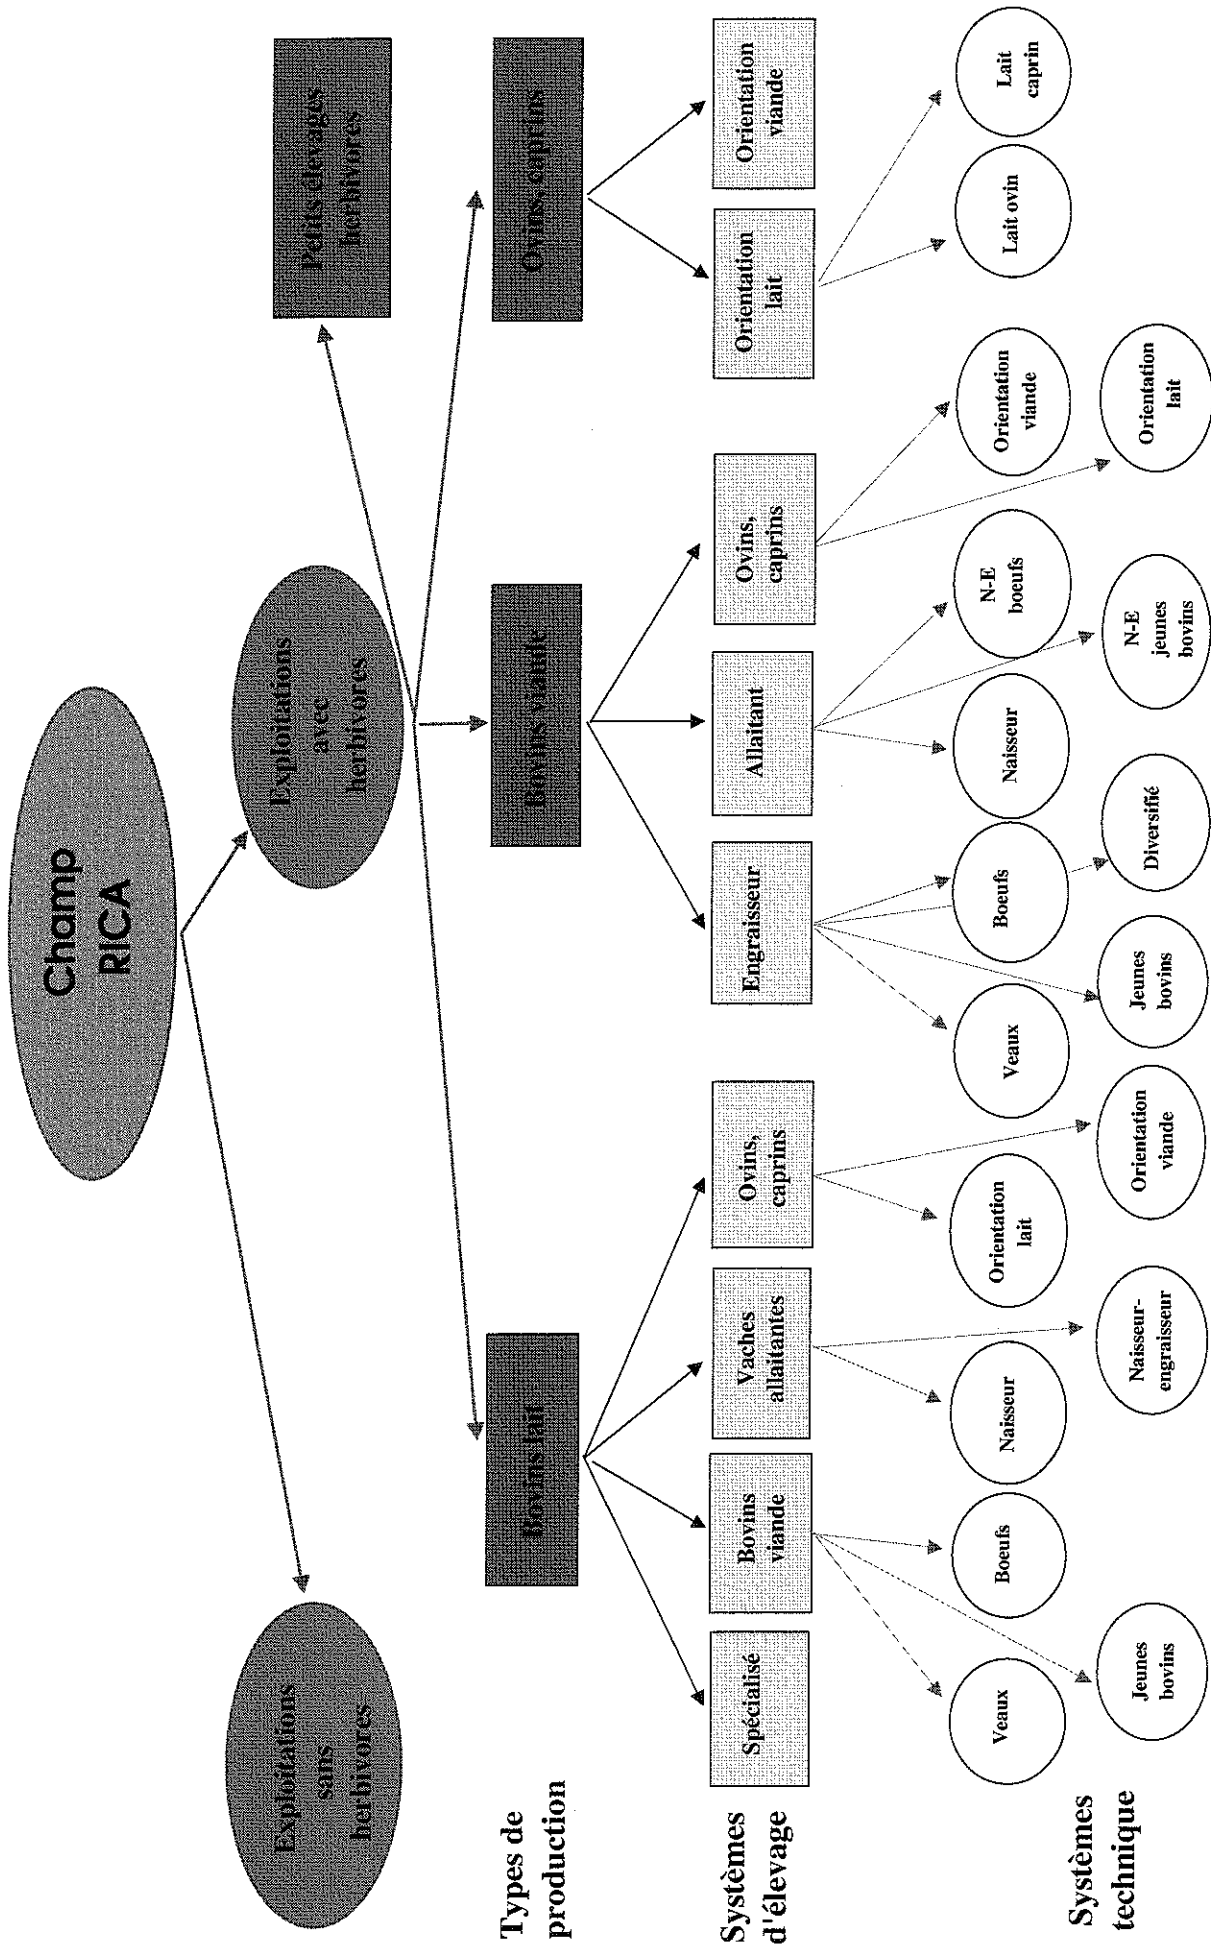 Champ
RICA
Exploitations
sans
herbivores
Exploitations
avec
herbivores
Petits élevages
herbivores
Types de
production
Bovins lait
Bovins viande
Ovins, caprins
Systèmes
d'élevage
Spécialisé
Bovins
viande
Vaches
allaitantes
Ovins,
caprins
Engraisseur
Allaitant
Ovins,
caprins
Orientation
lait
Orientation
viande
Systèmes
technique
Veaux
Boeufs
Naisseur
Orientation
lait
Veaux
Boeufs
Naisseur
N-E
boeufs
Orientation
viande
Lait ovin
Lait
caprin
Jeunes
bovins
Naisseur-
engraisseur
Orientation
viande
Jeunes
bovins
Diversifié
N-E
jeunes
bovins
Orientation
lait